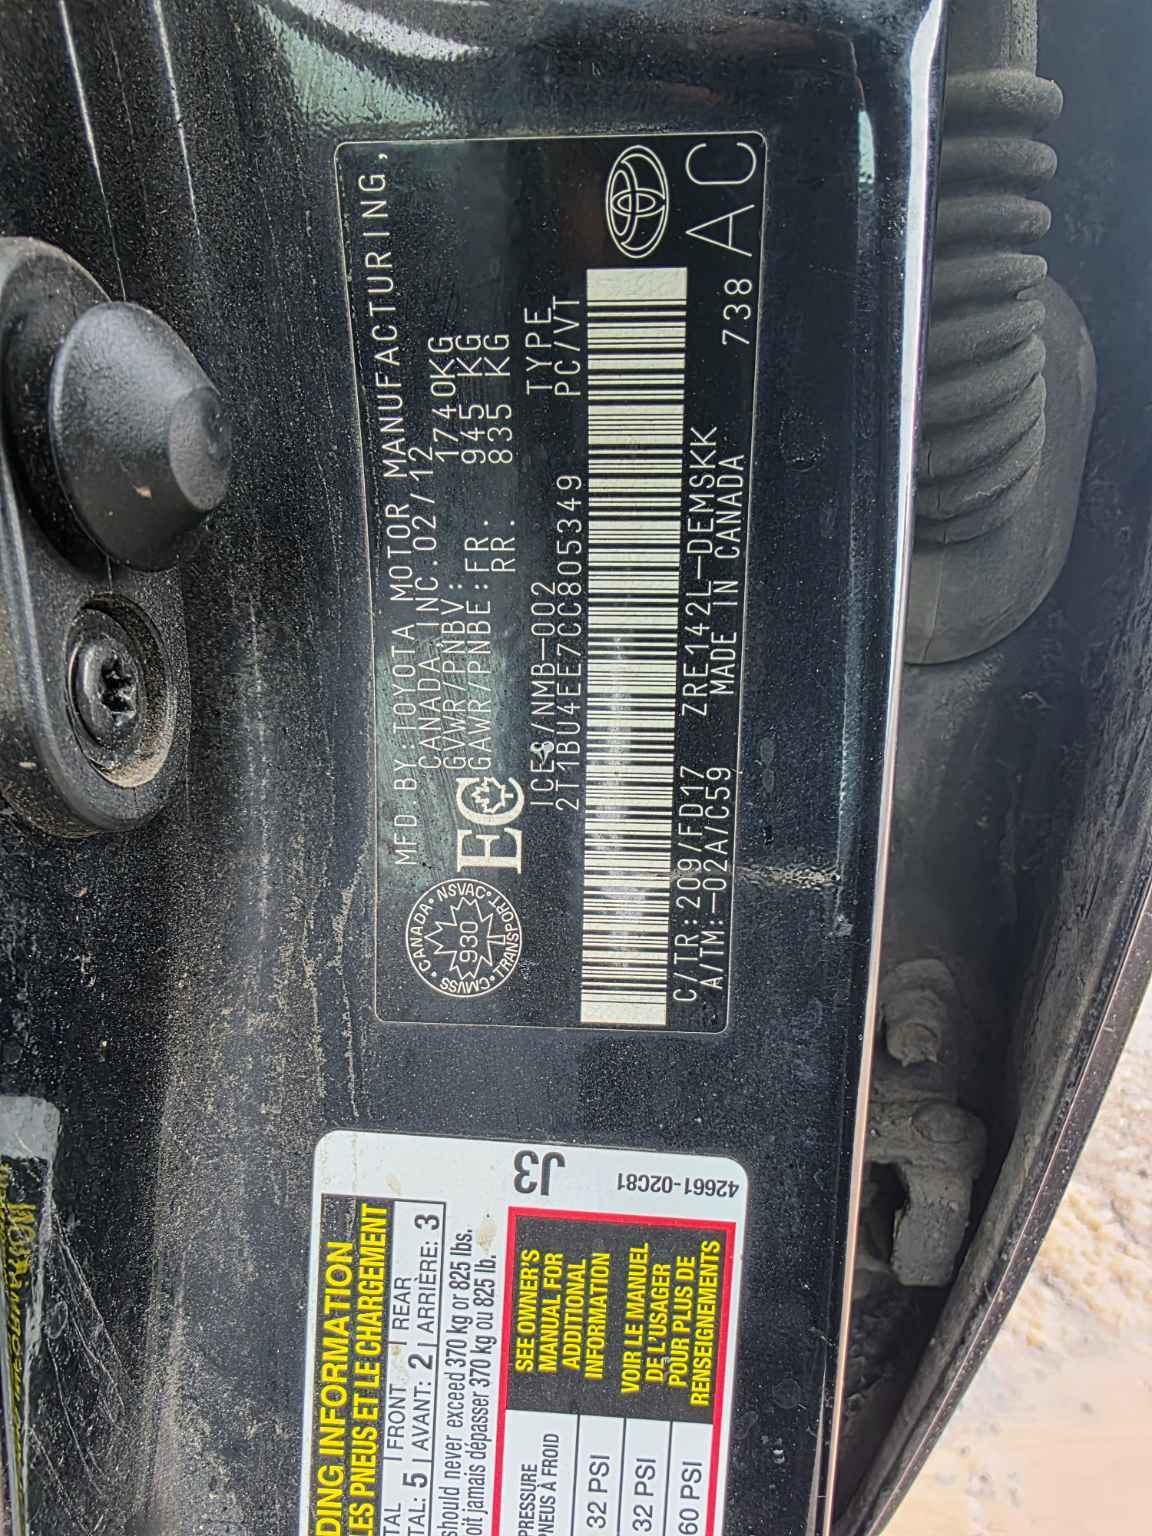 MFD.BY:TOYOTA MOTOR MANUFACTURING,
CANADA INC.02/12
GVWR/PNBV: 1740KG
GAWR/PNBE:FR. 945 KG
RR. 835 KG
EC
CANADA • NSVAC • TRANSPORT • CMVSS •
930
ICES/NMB-002 TYPE
2T1BU4EE7CC805349 PC/VT
C/TR:209/FD17 ZRE142L-DEMSKK
A/TM:-02A/C59 MADE IN CANADA 738
AC
DING INFORMATION
LES PNEUS ET LE CHARGEMENT
TAL FRONT REAR
TAL: 5 AVANT: 2 ARRIÈRE: 3
should never exceed 370 kg or 825 lbs.
oit jamais dépasser 370 kg ou 825 lb.
J3
42661-02C81
PRESSURE
PNEUS À FROID
32 PSI
32 PSI
60 PSI
SEE OWNER'S
MANUAL FOR
ADDITIONAL
INFORMATION
VOIR LE MANUEL
DE L'USAGER
POUR PLUS DE
RENSEIGNEMENTS